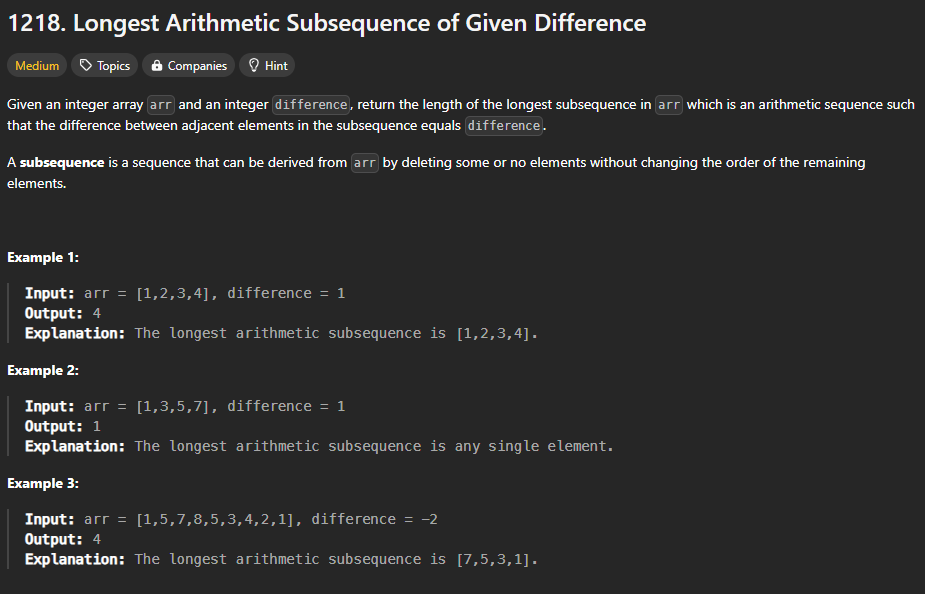 1218. Longest Arithmetic Subsequence of Given Difference
Medium Topics Companies Hint
Given an integer array arr and an integer difference, return the length of the longest subsequence in arr which is an arithmetic sequence such
that the difference between adjacent elements in the subsequence equals difference.
A subsequence is a sequence that can be derived from arr by deleting some or no elements without changing the order of the remaining
elements.
Example 1:
Input: arr = [1,2,3,4], difference = 1
Output: 4
Explanation: The longest arithmetic subsequence is [1,2,3,4].
Example 2:
Input: arr = [1,3,5,7], difference = 1
Output: 1
Explanation: The longest arithmetic subsequence is any single element.
Example 3:
Input: arr = [1,5,7,8,5,3,4,2,1], difference = -2
Output: 4
Explanation: The longest arithmetic subsequence is [7,5,3,1].